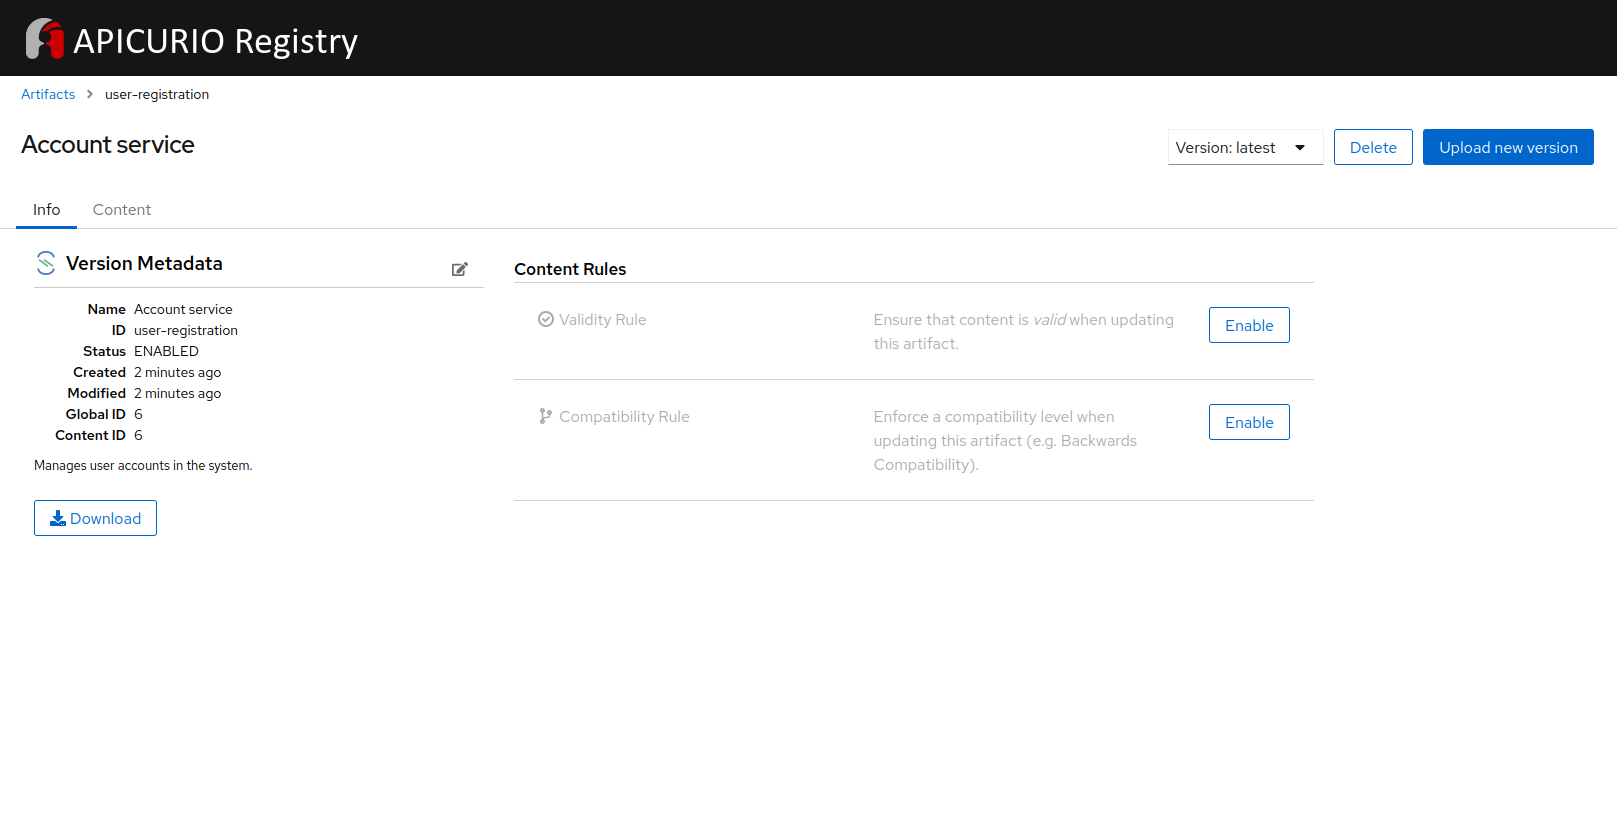 APICURIO Registry
Artifacts > user-registration
Account service
Version: latest
Delete
Upload new version
Info
Content
Version Metadata
Name Account service
ID user-registration
Status ENABLED
Created 2 minutes ago
Modified 2 minutes ago
Global ID 6
Content ID 6
Manages user accounts in the system.
Download
Content Rules
Validity Rule
Ensure that content is valid when updating
this artifact.
Enable
Compatibility Rule
Enforce a compatibility level when
updating this artifact (e.g. Backwards
Compatibility).
Enable